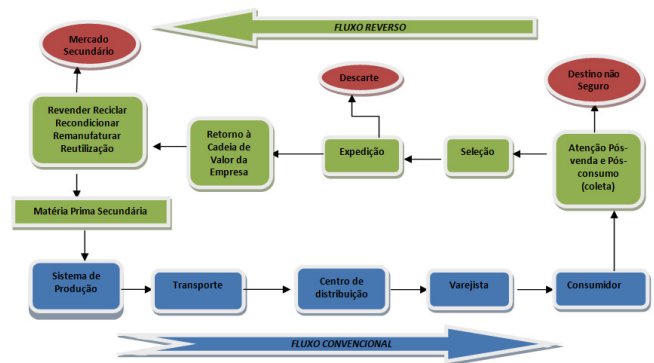 FLUXO REVERSO
Mercado
Secundário
Descarte
Destino não
Seguro
Revender Reciclar
Recondicionar
Remanufaturar
Reutilização
Retorno à
Cadeia de
Valor da
Empresa
Expedição
Seleção
Atenção Pós-
venda e Pós-
consumo
(coleta)
Matéria Prima Secundária
Sistema de
Produção
Transporte
Centro de
distribuição
Varejista
Consumidor
FLUXO CONVENCIONAL